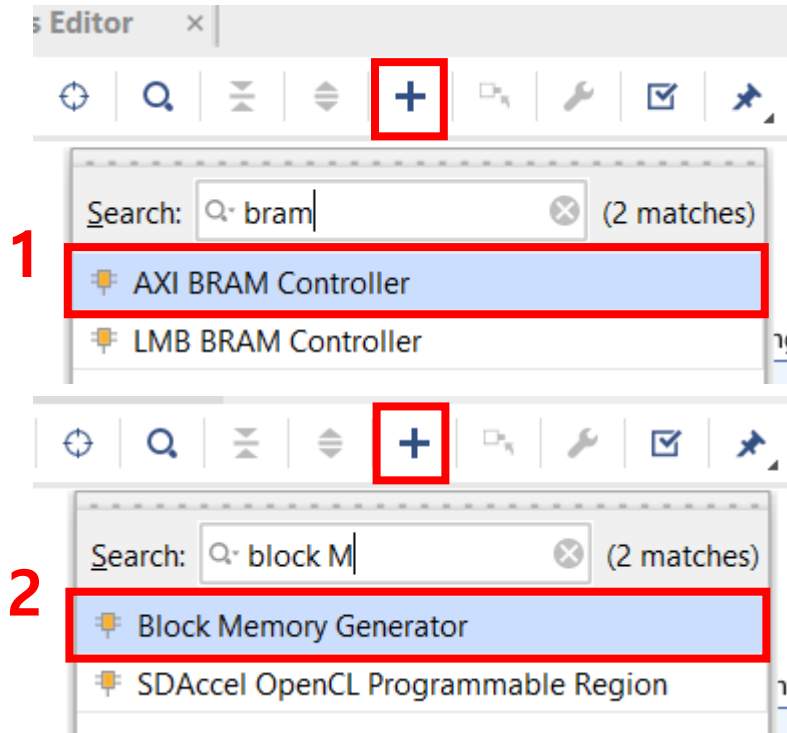 s Editor ×
Search: bram (2 matches)
1
AXI BRAM Controller
LMB BRAM Controller
Search: block M (2 matches)
2
Block Memory Generator
SDAccel OpenCL Programmable Region